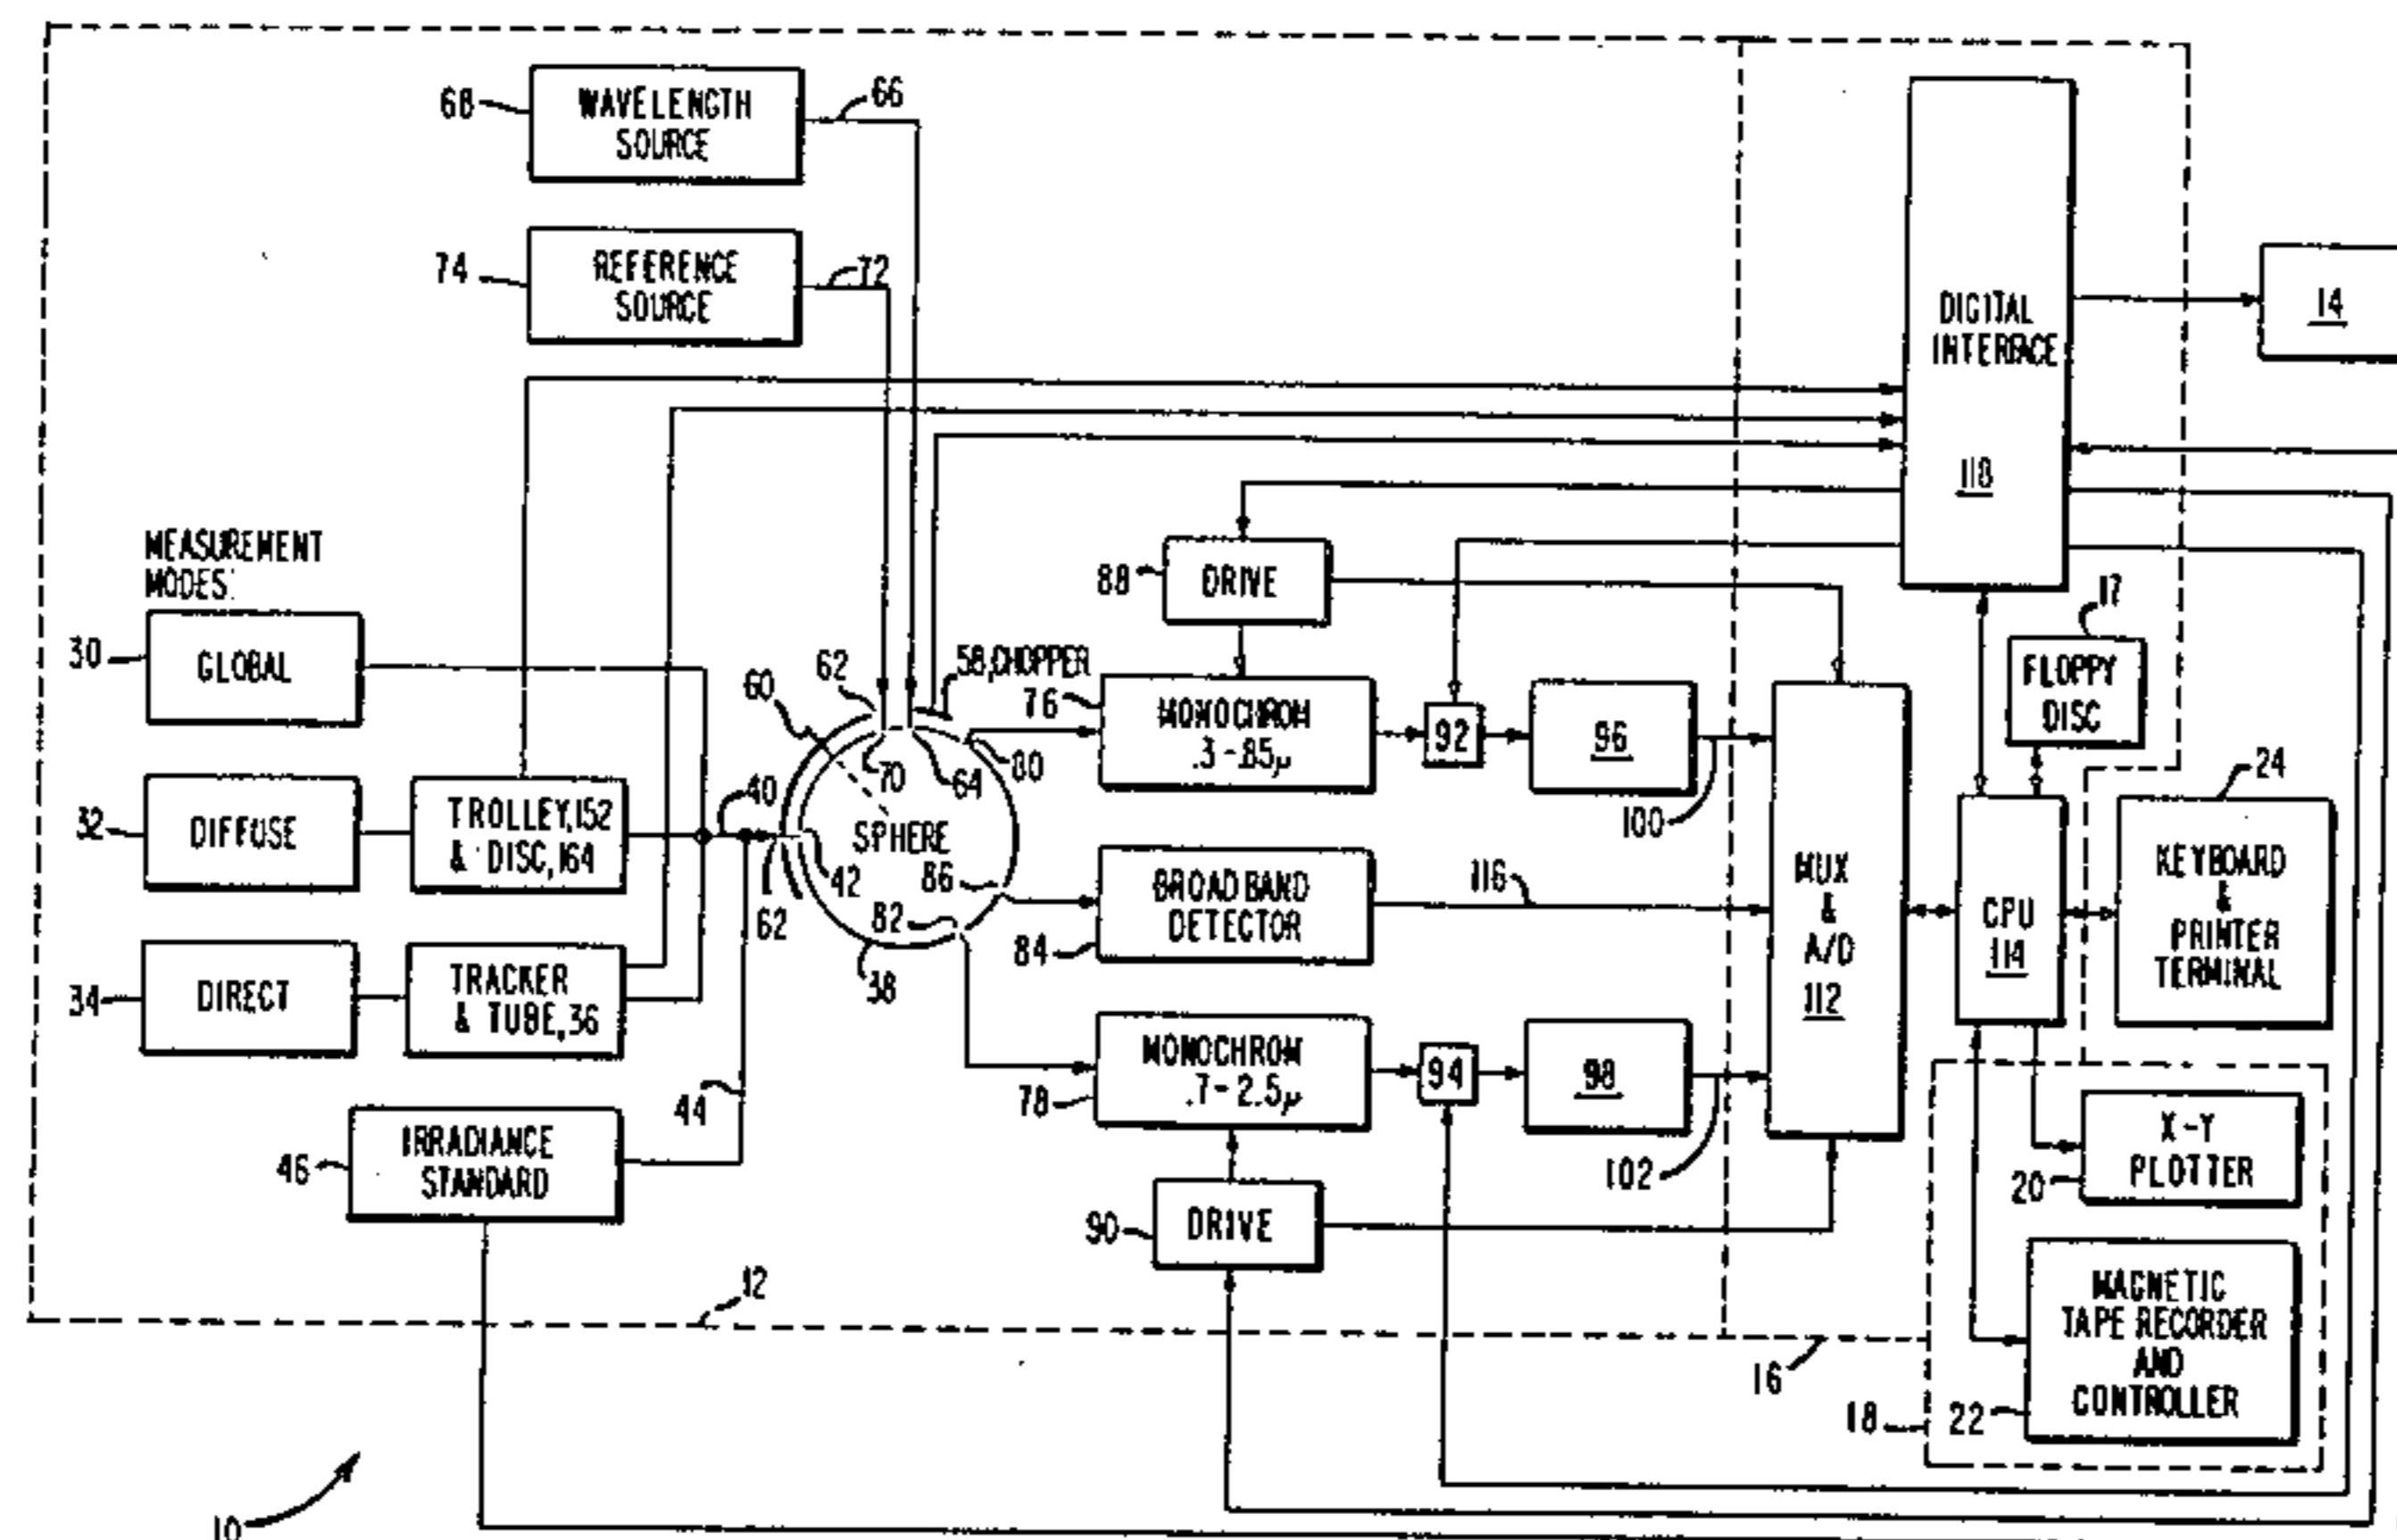 68
WAVELENGTH
SOURCE
66
74
REFERENCE
SOURCE
72
DIGITAL
INTERFACE
118
14
MEASUREMENT
MODES:
30
GLOBAL
32
DIFFUSE
TROLLEY,152
& DISC,164
34
DIRECT
TRACKER
& TUBE,36
46
IRRADIANCE
STANDARD
44
40
60
62
58,CHOPPER
70
64
80
SPHERE
42
62
86
82
38
88
DRIVE
76
MONOCHROM
.3-.85µ
92
96
100
84
BROADBAND
DETECTOR
116
78
MONOCHROM
.7-2.5µ
94
98
102
90
DRIVE
MUX
&
A/D
112
17
FLOPPY
DISC
CPU
114
24
KEYBOARD
&
PRINTER
TERMINAL
20
X-Y
PLOTTER
22
MAGNETIC
TAPE RECORDER
AND
CONTROLLER
12
16
18
10